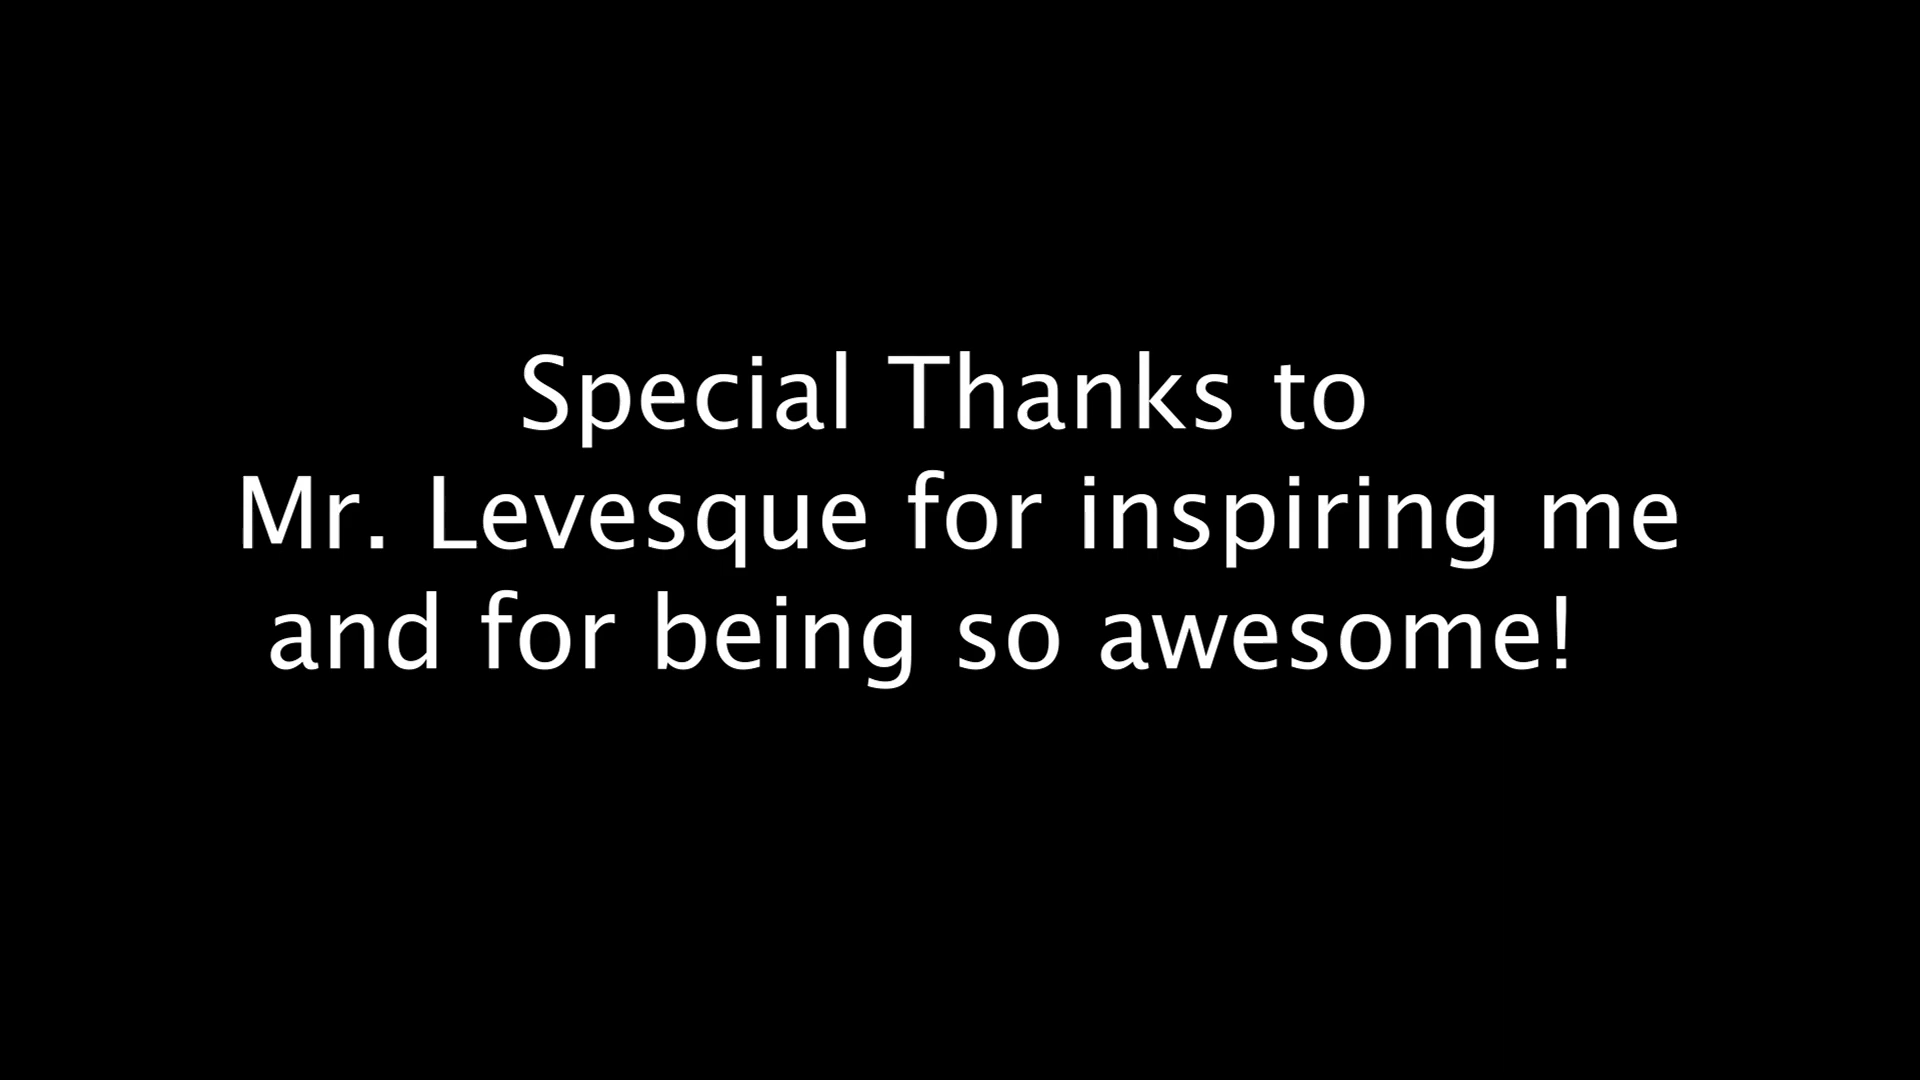 Special Thanks to
Mr. Levesque for inspiring me
and for being so awesome!